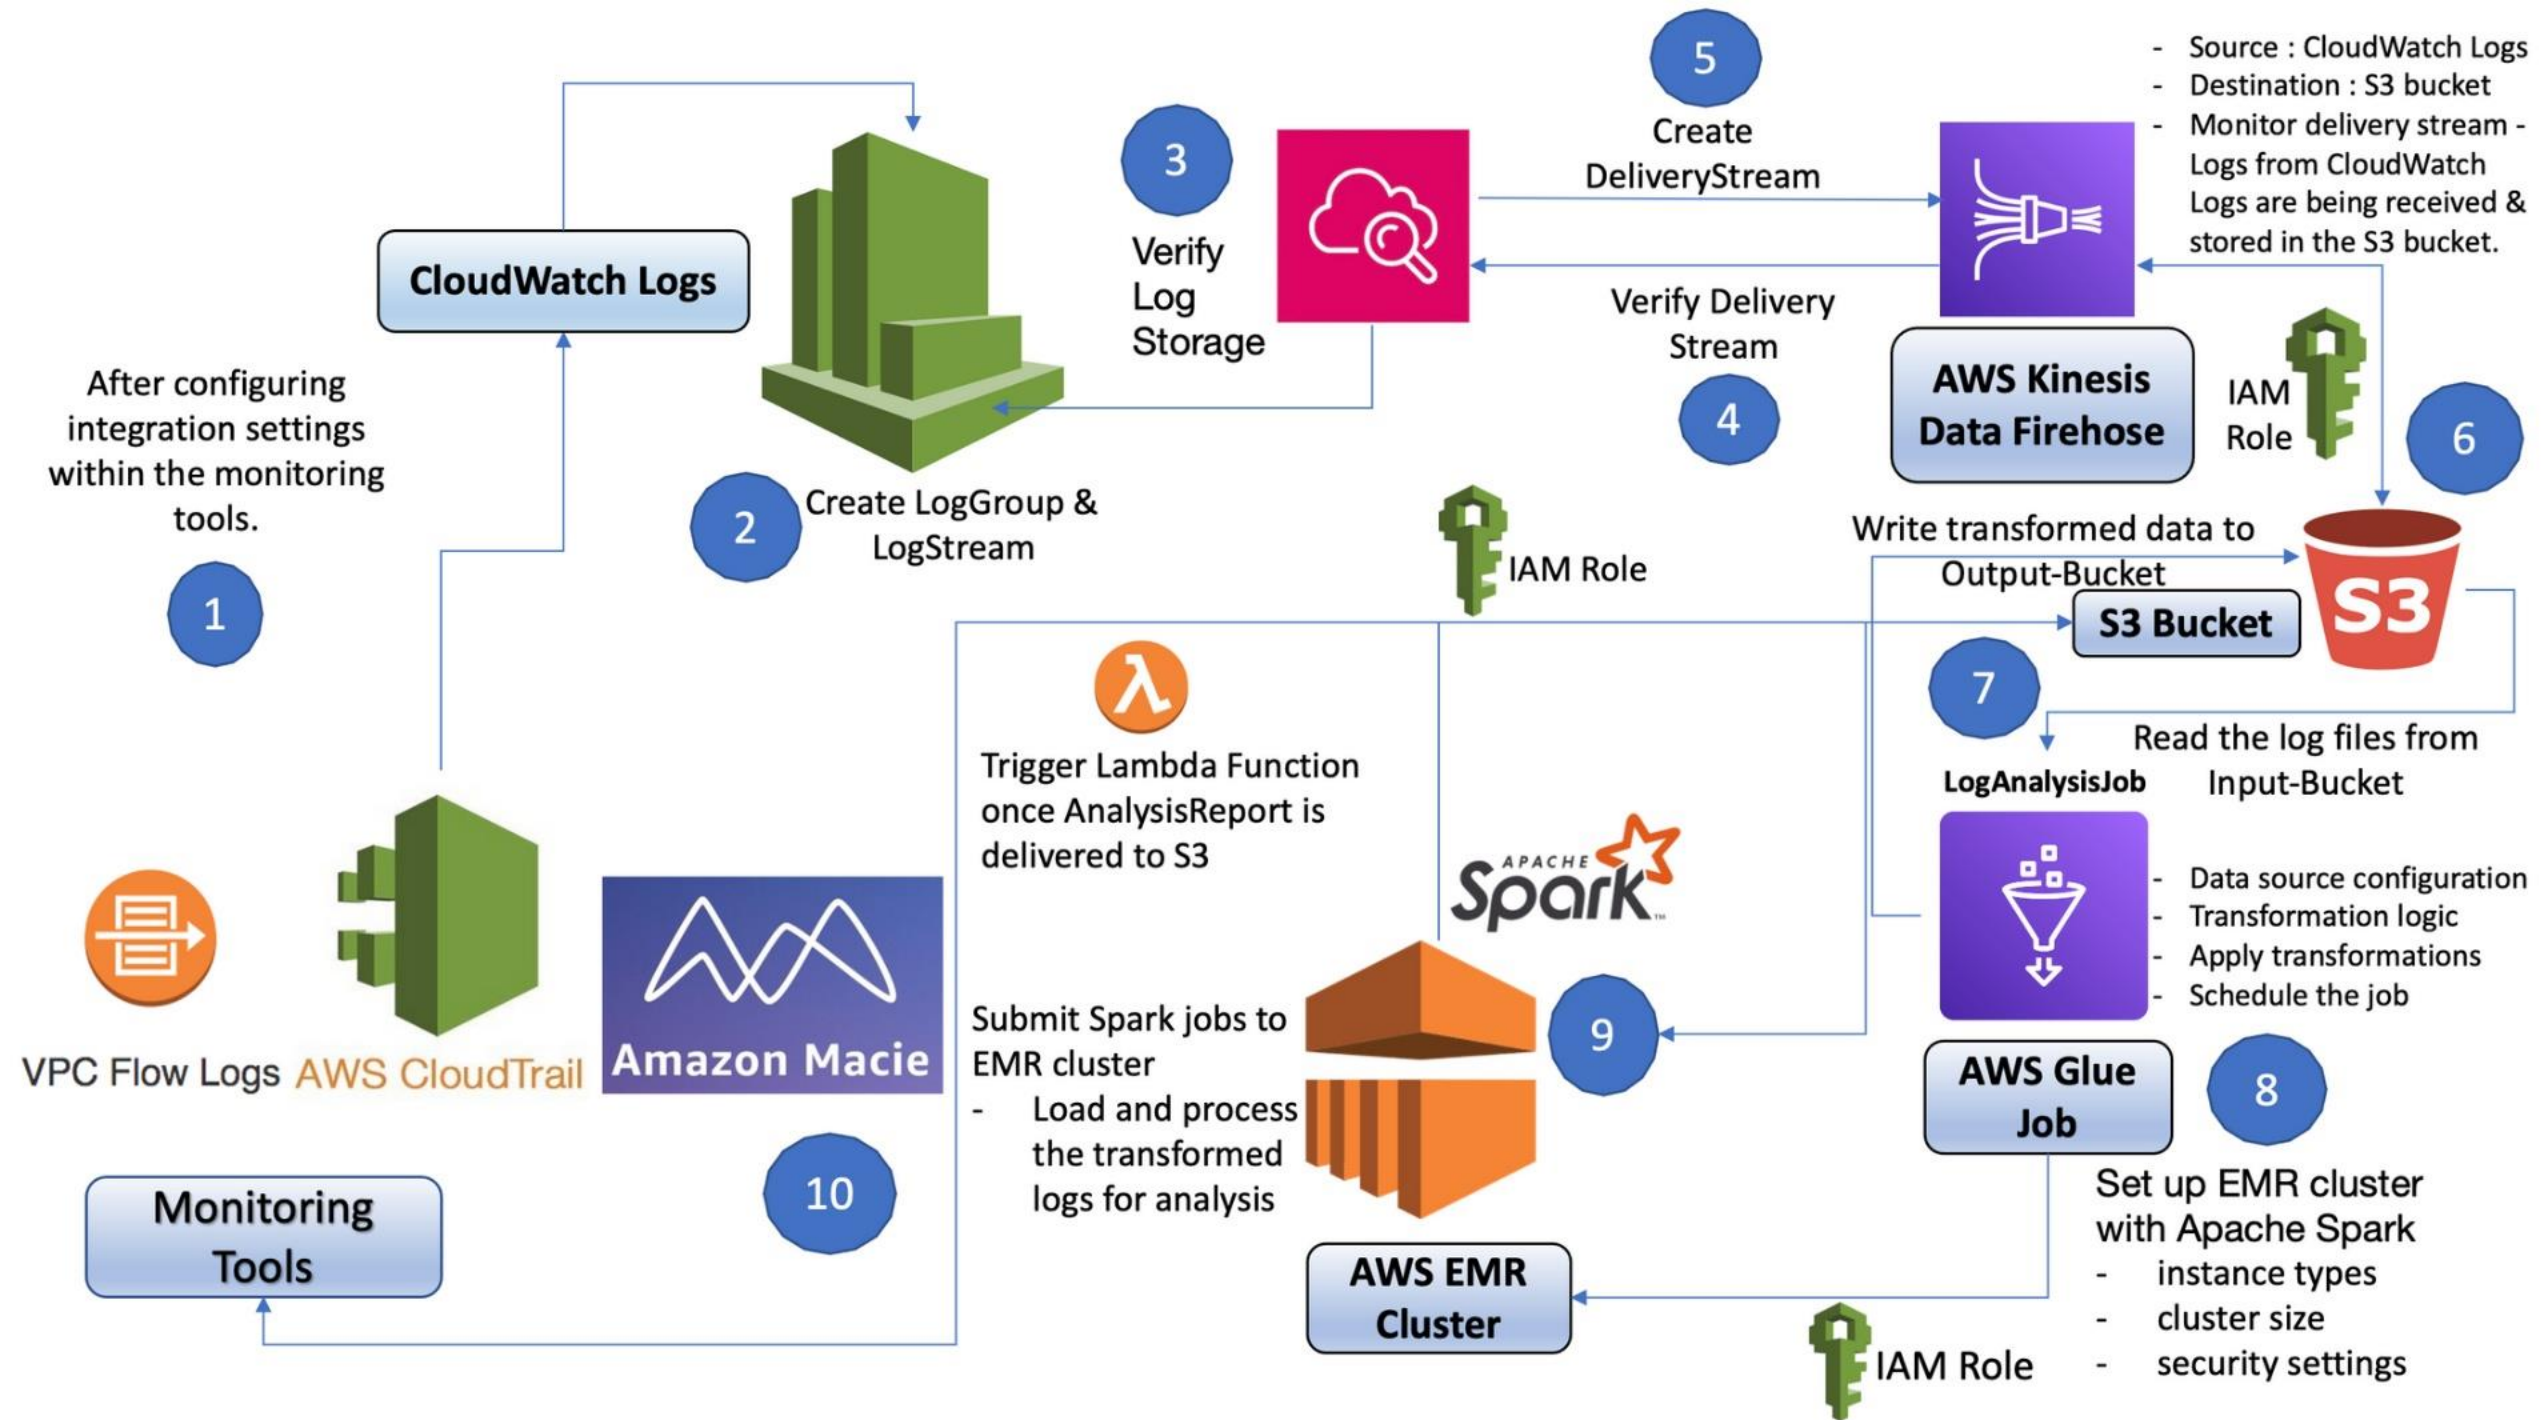 5
Create
DeliveryStream
- Source : CloudWatch Logs
- Destination : S3 bucket
- Monitor delivery stream -
Logs from CloudWatch
Logs are being received &
stored in the S3 bucket.
3
Verify
Log
Storage
CloudWatch Logs
Verify Delivery
Stream
4
AWS Kinesis
Data Firehose
IAM
Role
6
After configuring
integration settings
within the monitoring
tools.
1
2
Create LogGroup &
LogStream
IAM Role
Write transformed data to
Output-Bucket
S3 Bucket
S3
7
Read the log files from
Input-Bucket
LogAnalysisJob
λ
Trigger Lambda Function
once AnalysisReport is
delivered to S3
APACHE
Spark™
- Data source configuration
- Transformation logic
- Apply transformations
- Schedule the job
VPC Flow Logs
AWS CloudTrail
Amazon Macie
Submit Spark jobs to
EMR cluster
- Load and process
the transformed
logs for analysis
9
AWS Glue
Job
8
10
Monitoring
Tools
AWS EMR
Cluster
Set up EMR cluster
with Apache Spark
- instance types
- cluster size
- security settings
IAM Role